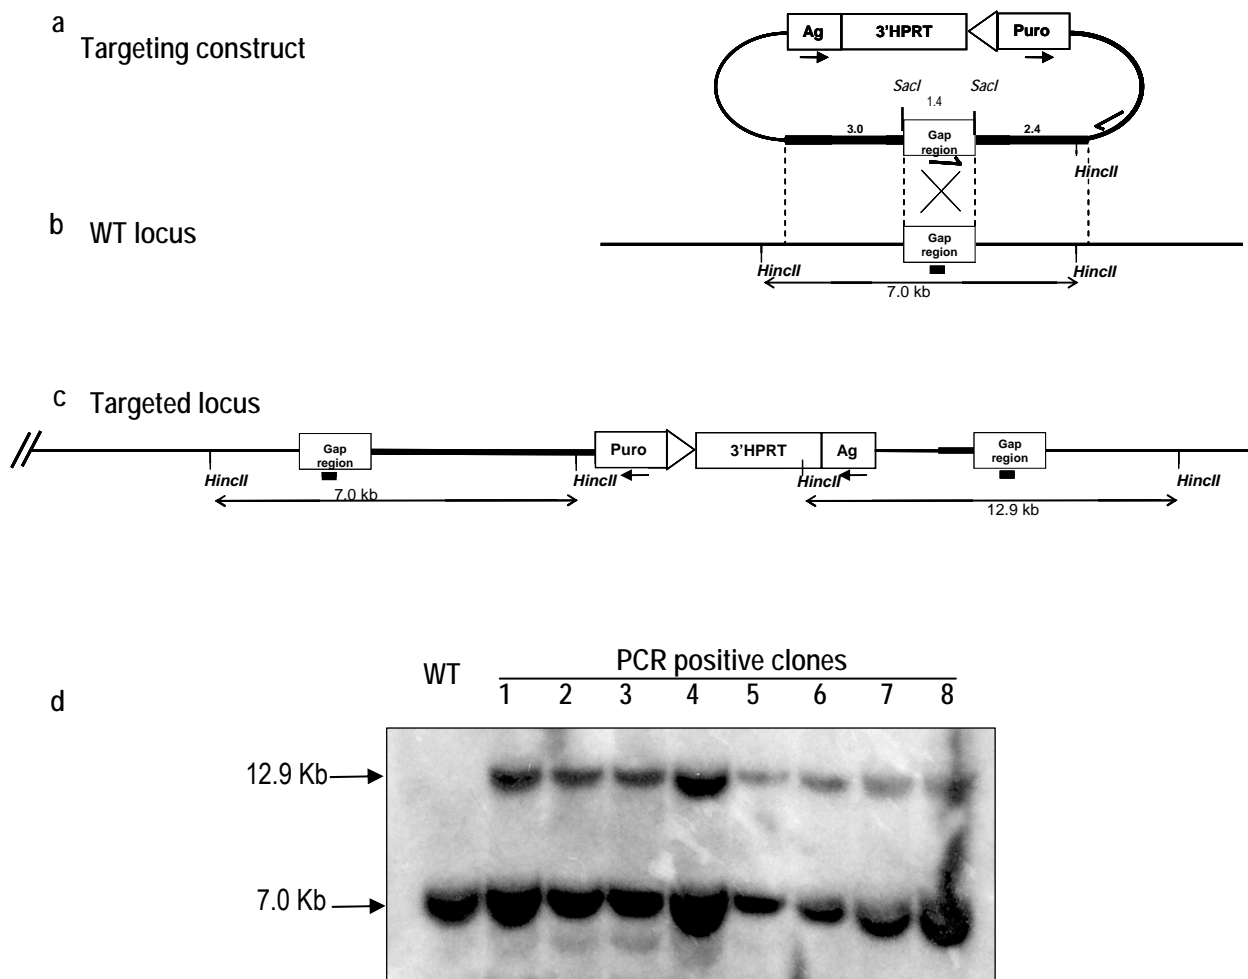 a
Targeting construct
Ag 3'HPRT Puro
SacI SacI
1.4
3.0 Gap region 2.4
HincII
b WT locus
Gap region
HincII HincII
7.0 kb
c Targeted locus
Gap region Puro 3'HPRT Ag Gap region
HincII HincII HincII HincII
7.0 kb 12.9 kb
d
WT PCR positive clones
1 2 3 4 5 6 7 8
12.9 Kb
7.0 Kb